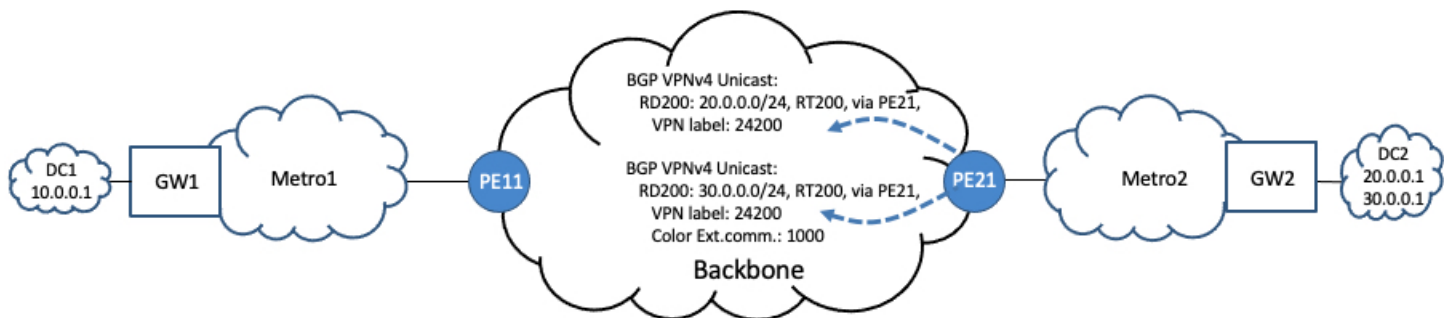 DC1
10.0.0.1
GW1
Metro1
PE11
BGP VPNv4 Unicast:
RD200: 20.0.0.0/24, RT200, via PE21,
VPN label: 24200
BGP VPNv4 Unicast:
RD200: 30.0.0.0/24, RT200, via PE21,
VPN label: 24200
Color Ext.comm.: 1000
Backbone
PE21
Metro2
GW2
DC2
20.0.0.1
30.0.0.1